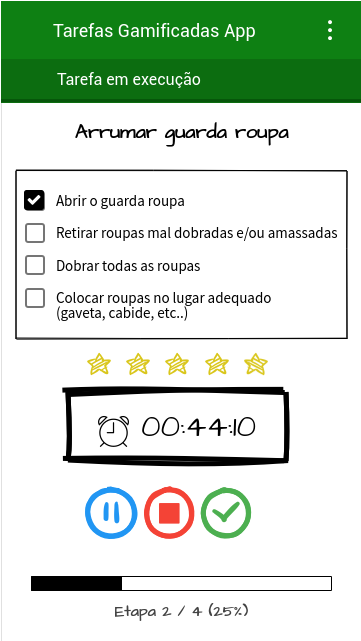 Tarefas Gamificadas App
Tarefa em execução
Arrumar guarda roupa
Abrir o guarda roupa
Retirar roupas mal dobradas e/ou amassadas
Dobrar todas as roupas
Colocar roupas no lugar adequado
(gaveta, cabide, etc..)
00:44:10
Etapa 2 / 4 (25%)